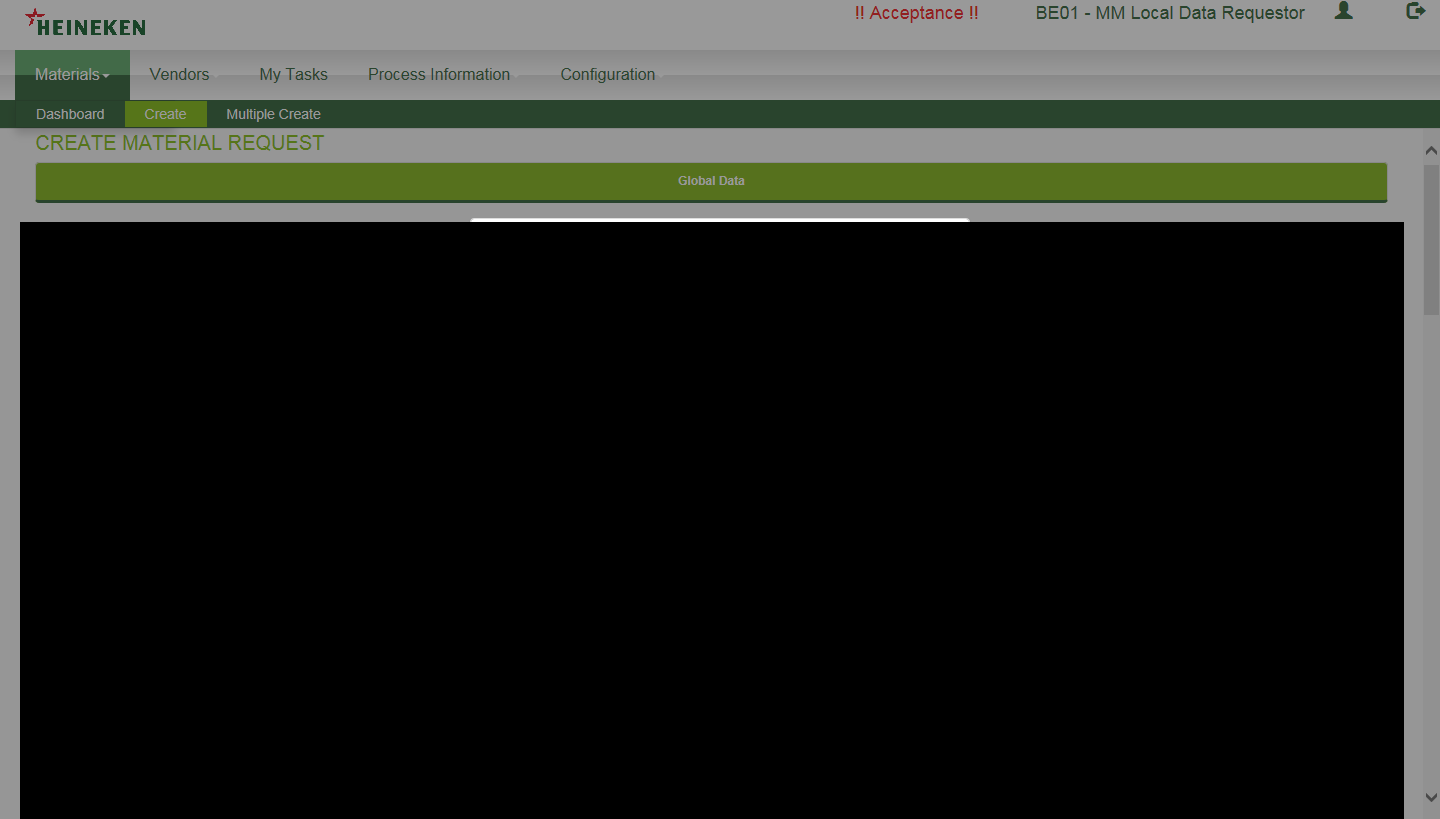 HEINEKEN
!! Acceptance !!
BE01 - MM Local Data Requestor
Materials
Vendors
My Tasks
Process Information
Configuration
Dashboard
Create
Multiple Create
CREATE MATERIAL REQUEST
Global Data